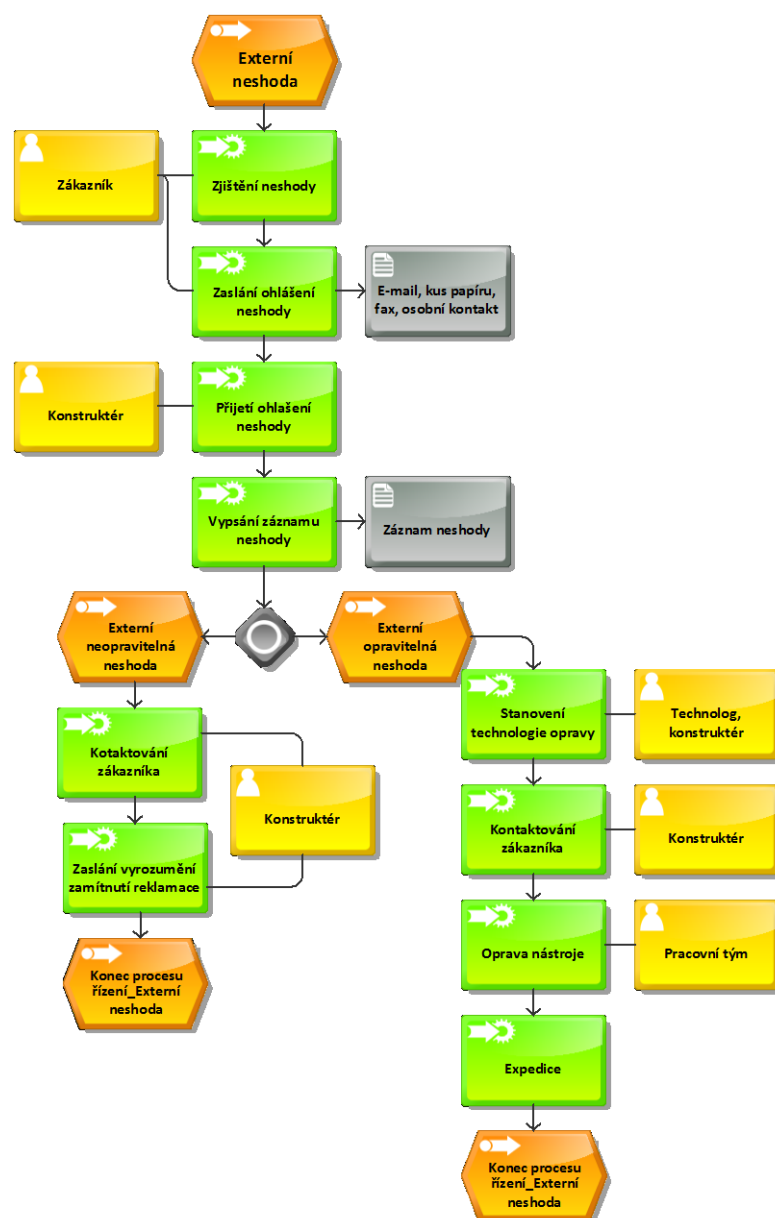 Externí
neshoda
Zákazník
Zjištění neshody
Zaslání ohlášení
neshody
E-mail, kus papíru,
fax, osobní kontakt
Konstruktér
Přijetí ohlašení
neshody
Vypsání záznamu
neshody
Záznam neshody
Externí
neopravitelná
neshoda
Externí
opravitelná
neshoda
Kotaktování
zákazníka
Konstruktér
Zaslání vyrozumění
zamítnutí reklamace
Konec procesu
řízení_Externí
neshoda
Stanovení
technologie opravy
Technolog,
konstruktér
Kontaktování
zákazníka
Konstruktér
Oprava nástroje
Pracovní tým
Expedice
Konec procesu
řízení_Externí
neshoda